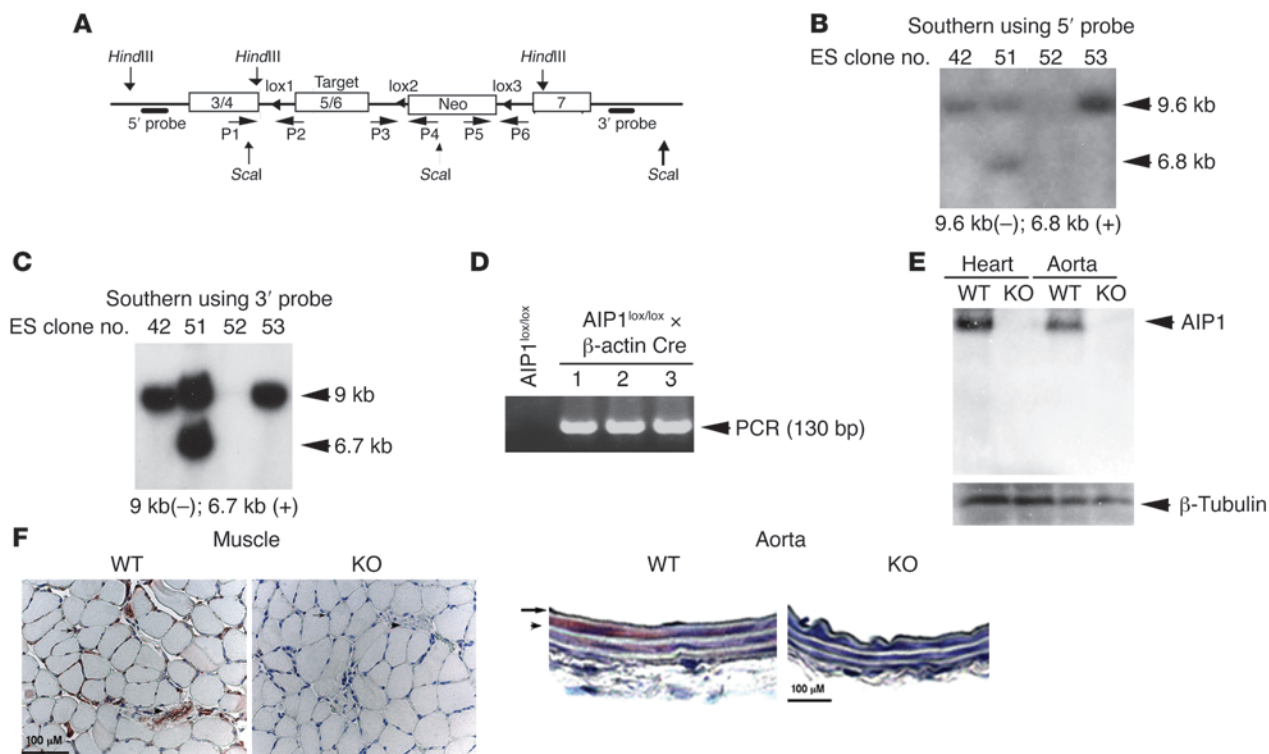 A
HindIII
HindIII
HindIII
lox1
Target
lox2
lox3
3/4
5/6
Neo
7
5′ probe
P1
P2
P3
P4
P5
P6
3′ probe
ScaI
ScaI
ScaI
B
Southern using 5′ probe
ES clone no. 42 51 52 53
9.6 kb
6.8 kb
9.6 kb(–); 6.8 kb (+)
C
Southern using 3′ probe
ES clone no. 42 51 52 53
9 kb
6.7 kb
9 kb(–); 6.7 kb (+)
D
AIP1lox/lox
AIP1lox/lox ×
β-actin Cre
1 2 3
PCR (130 bp)
E
Heart Aorta
WT KO WT KO
AIP1
β-Tubulin
F
Muscle
WT KO
100 µM
Aorta
WT KO
100 µM